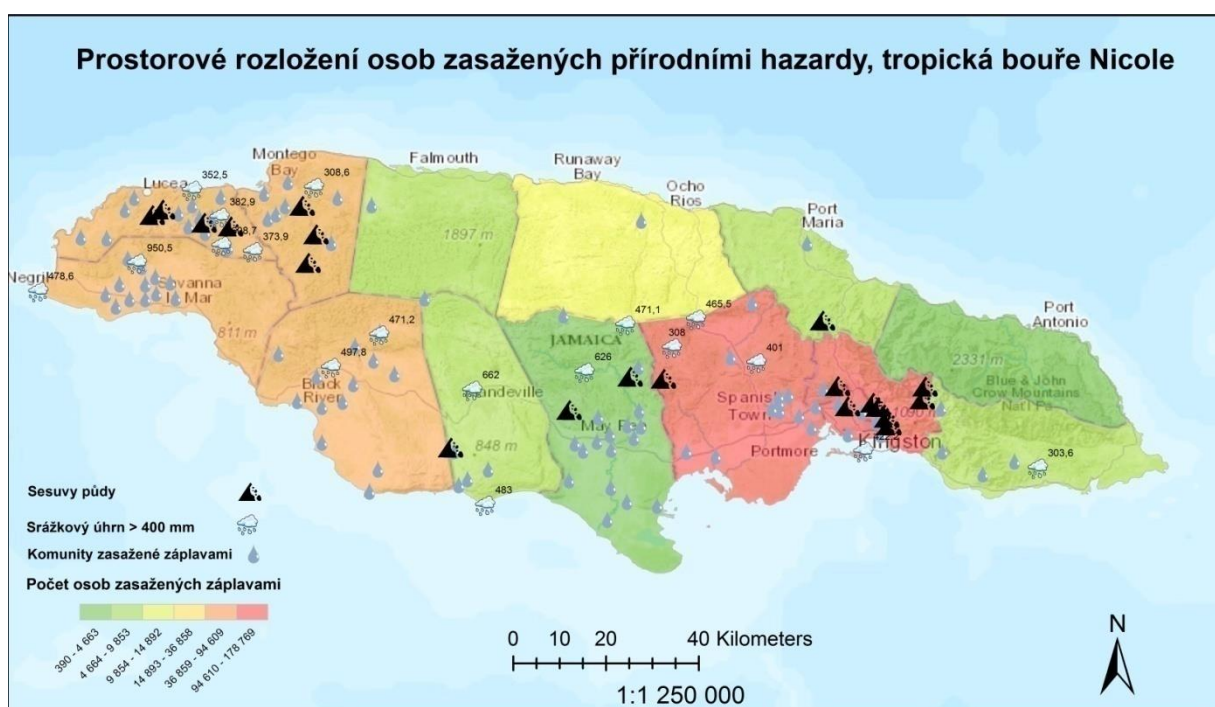 Prostorové rozložení osob zasažených přírodními hazardy, tropická bouře Nicole
Montego
Bay
Falmouth
Runaway
Bay
Ocho
Rios
Port
Maria
Port
Antonio
Lucea
352,5
308,6
382,9
373,9
950,5
Negril
478,6
Savanna
la Mar
811 m
1897 m
471,2
497,8
Black
River
662
848 m
483
JAMAICA
626
May Pen
471,1
465,5
308
401
Spanish
Town
Portmore
Kingston
2331 m
Blue & John
Crow Mountains
Nat'l Pa
303,6
Sesuvy půdy
Srážkový úhrn > 400 mm
Komunity zasažené záplavami
Počet osob zasažených záplavami
390 - 4 663
4 664 - 9 853
9 854 - 14 892
14 893 - 36 858
36 859 - 94 609
94 610 - 178 769
0 10 20 40 Kilometers
1:1 250 000
N